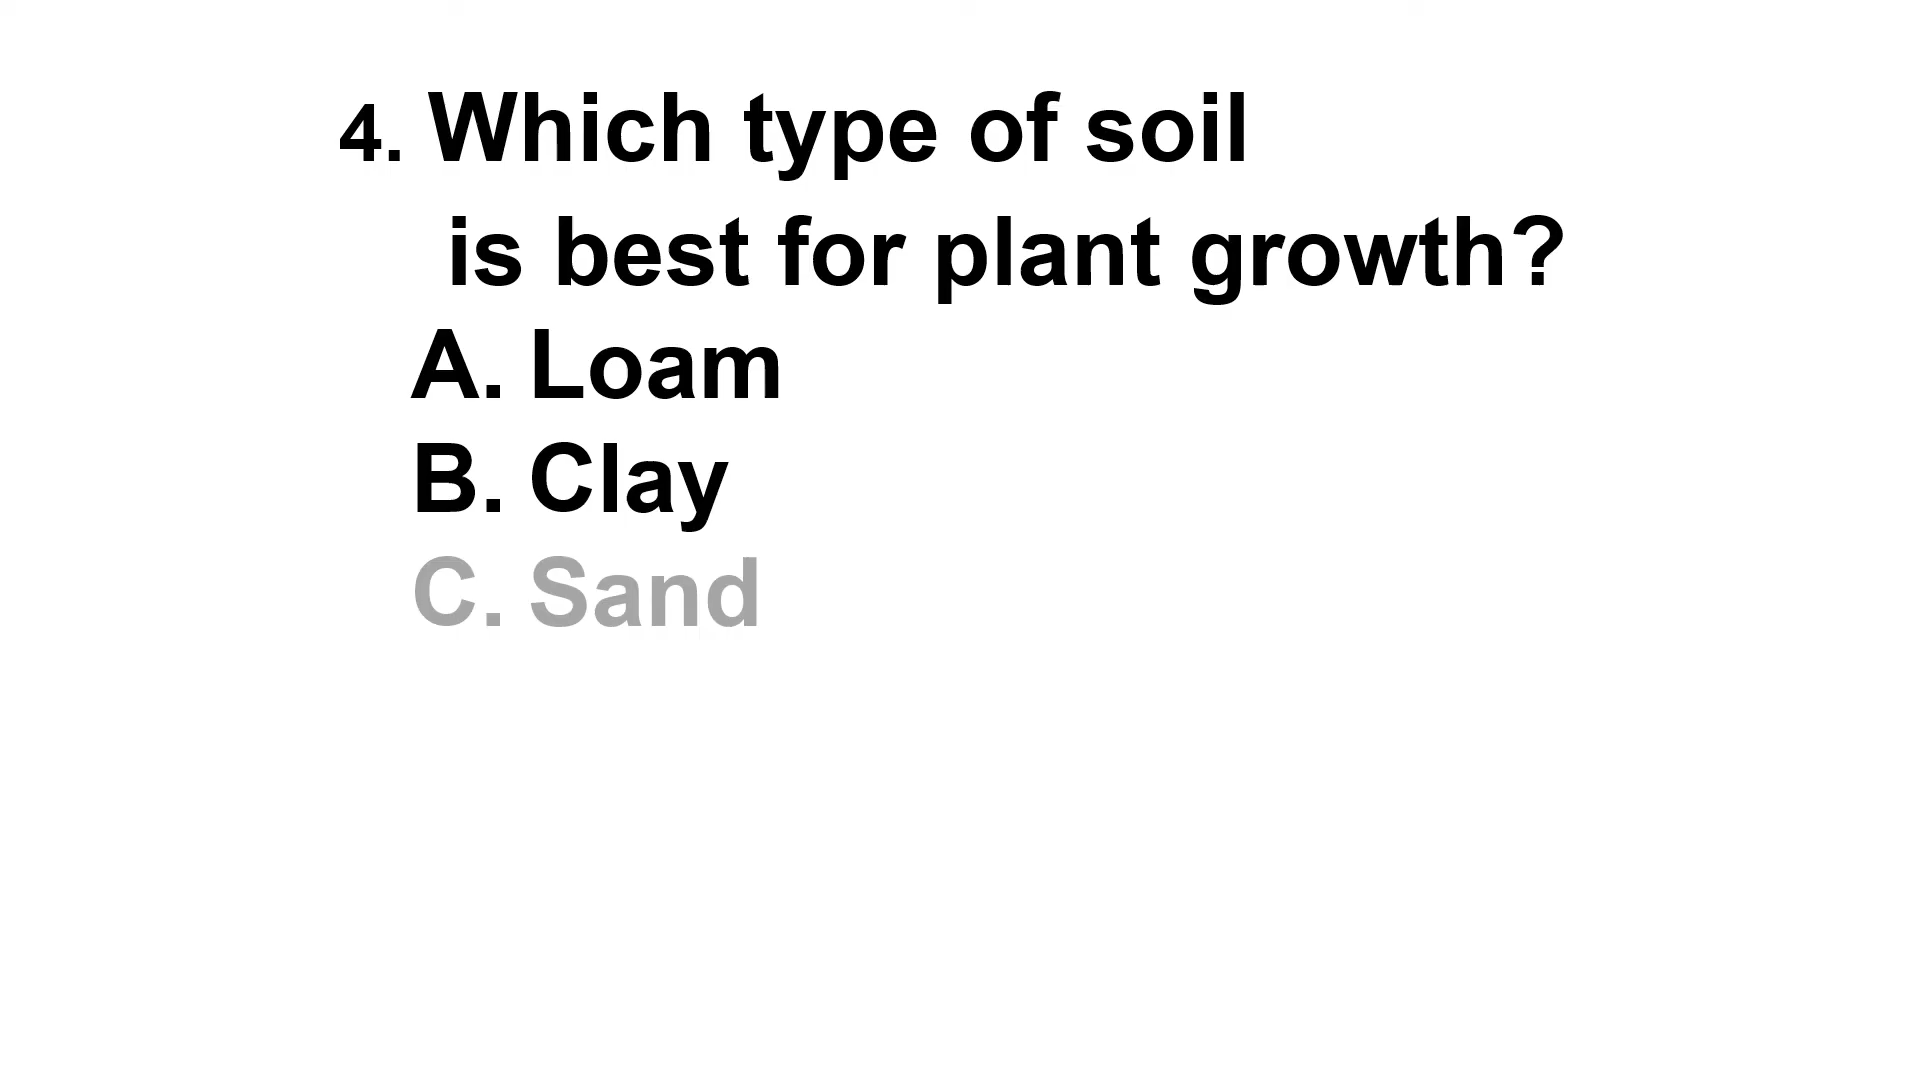 4. Which type of soil
is best for plant growth?
A. Loam
B. Clay
C. Sand